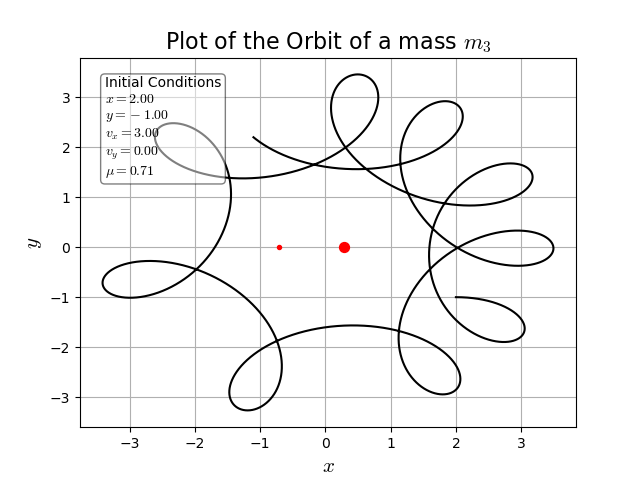 Plot of the Orbit of a mass m₃
Initial Conditions
x = 2.00
y = −1.00
vₓ = 3.00
v_y = 0.00
μ = 0.71
3
2
1
0
−1
−2
−3
y
−3 −2 −1 0 1 2 3
x